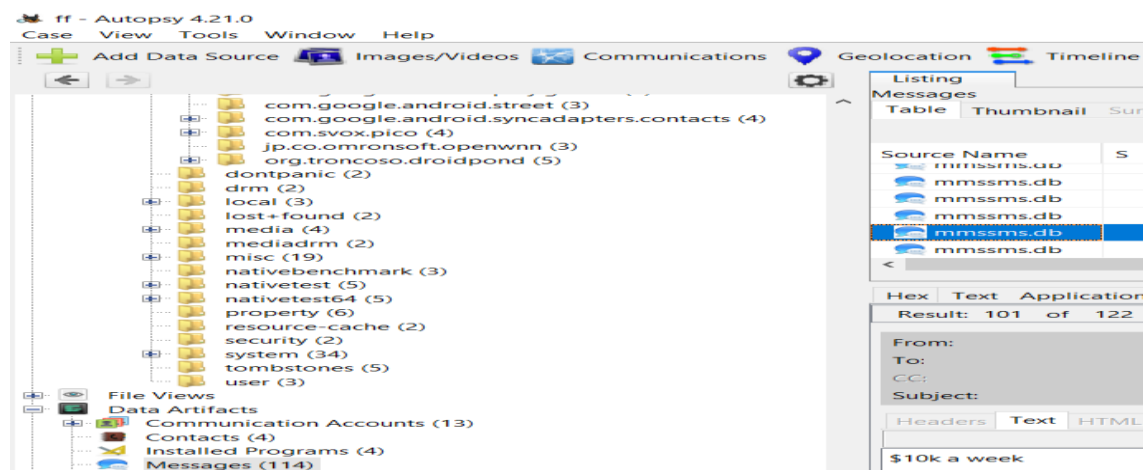 ff - Autopsy 4.21.0
Case View Tools Window Help
Add Data Source Images/Videos Communications Geolocation Timeline
com.google.android.street (3)
com.google.android.syncadapters.contacts (4)
com.svox.pico (4)
jp.co.omronsoft.openwnn (3)
org.troncoso.droidpond (5)
dontpanic (2)
drm (2)
local (3)
lost+found (2)
media (4)
mediadrm (2)
misc (19)
nativebenchmark (3)
nativetest (5)
nativetest64 (5)
property (6)
resource-cache (2)
security (2)
system (34)
tombstones (5)
user (3)
File Views
Data Artifacts
Communication Accounts (13)
Contacts (4)
Installed Programs (4)
Messages (114)
Listing
Messages
Table Thumbnail Sur
Source Name S
mmssms.db
mmssms.db
mmssms.db
mmssms.db
mmssms.db
mmssms.db
Hex Text Application
Result: 101 of 122
From:
To:
CC:
Subject:
Headers Text HTML
$10k a week